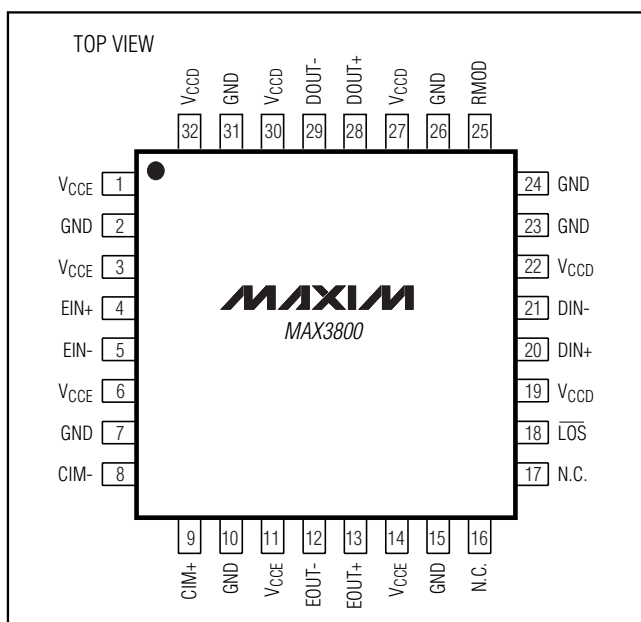 TOP VIEW
VCCD GND VCCD DOUT- DOUT+ VCCD GND RMOD
32 31 30 29 28 27 26 25
VCCE 1 24 GND
GND 2 23 GND
VCCE 3 22 VCCD
EIN+ 4 21 DIN-
EIN- 5 20 DIN+
VCCE 6 19 VCCD
GND 7 18 LOS
CIM- 8 17 N.C.
MAXIM
MAX3800
9 10 11 12 13 14 15 16
CIM+ GND VCCE EOUT- EOUT+ VCCE GND N.C.